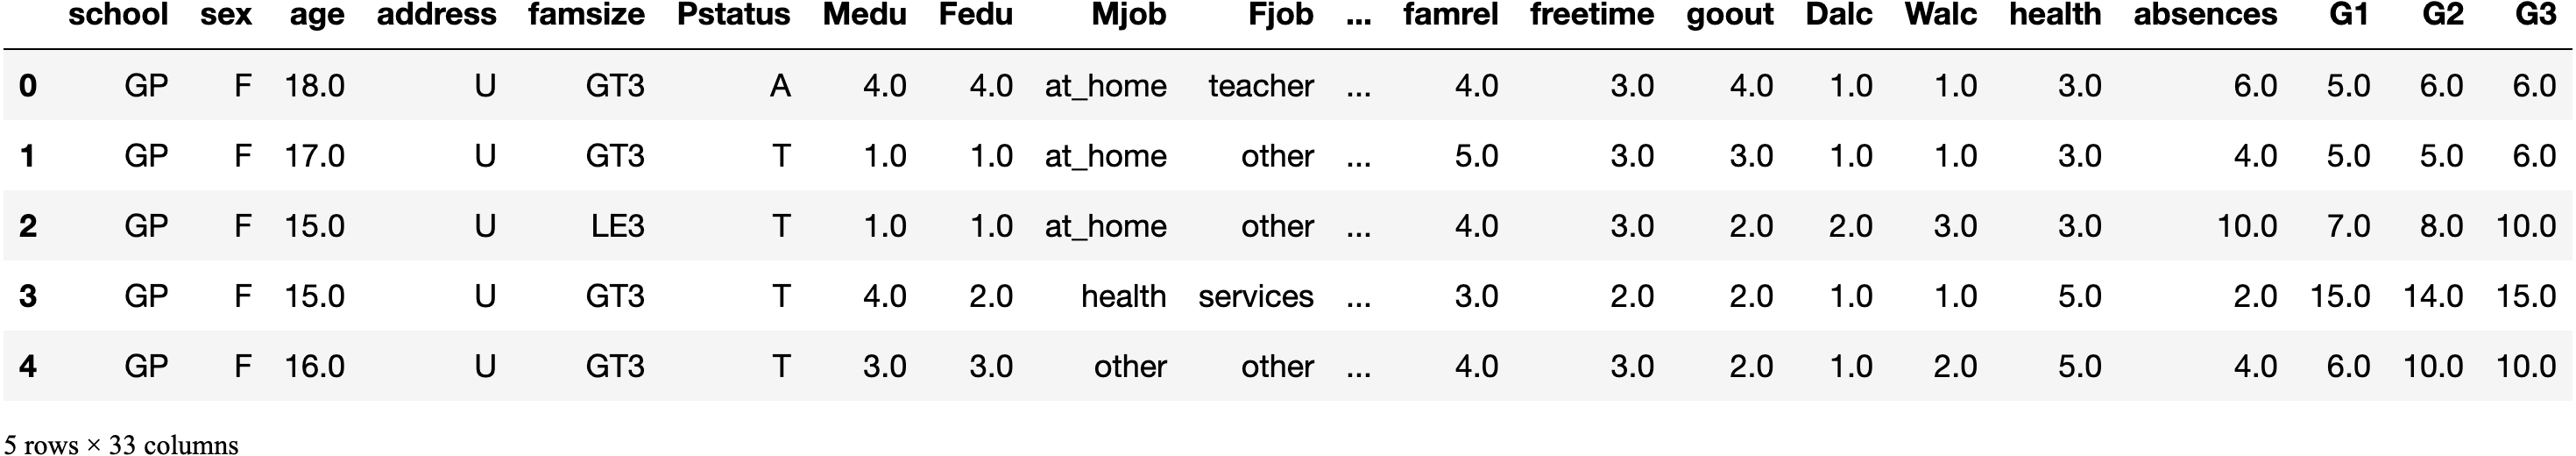 school sex age address famsize Pstatus Medu Fedu Mjob Fjob ... famrel freetime goout Dalc Walc health absences G1 G2 G3
0 GP F 18.0 U GT3 A 4.0 4.0 at_home teacher ... 4.0 3.0 4.0 1.0 1.0 3.0 6.0 5.0 6.0 6.0
1 GP F 17.0 U GT3 T 1.0 1.0 at_home other ... 5.0 3.0 3.0 1.0 1.0 3.0 4.0 5.0 5.0 6.0
2 GP F 15.0 U LE3 T 1.0 1.0 at_home other ... 4.0 3.0 2.0 2.0 3.0 3.0 10.0 7.0 8.0 10.0
3 GP F 15.0 U GT3 T 4.0 2.0 health services ... 3.0 2.0 2.0 1.0 1.0 5.0 2.0 15.0 14.0 15.0
4 GP F 16.0 U GT3 T 3.0 3.0 other other ... 4.0 3.0 2.0 1.0 2.0 5.0 4.0 6.0 10.0 10.0
5 rows × 33 columns